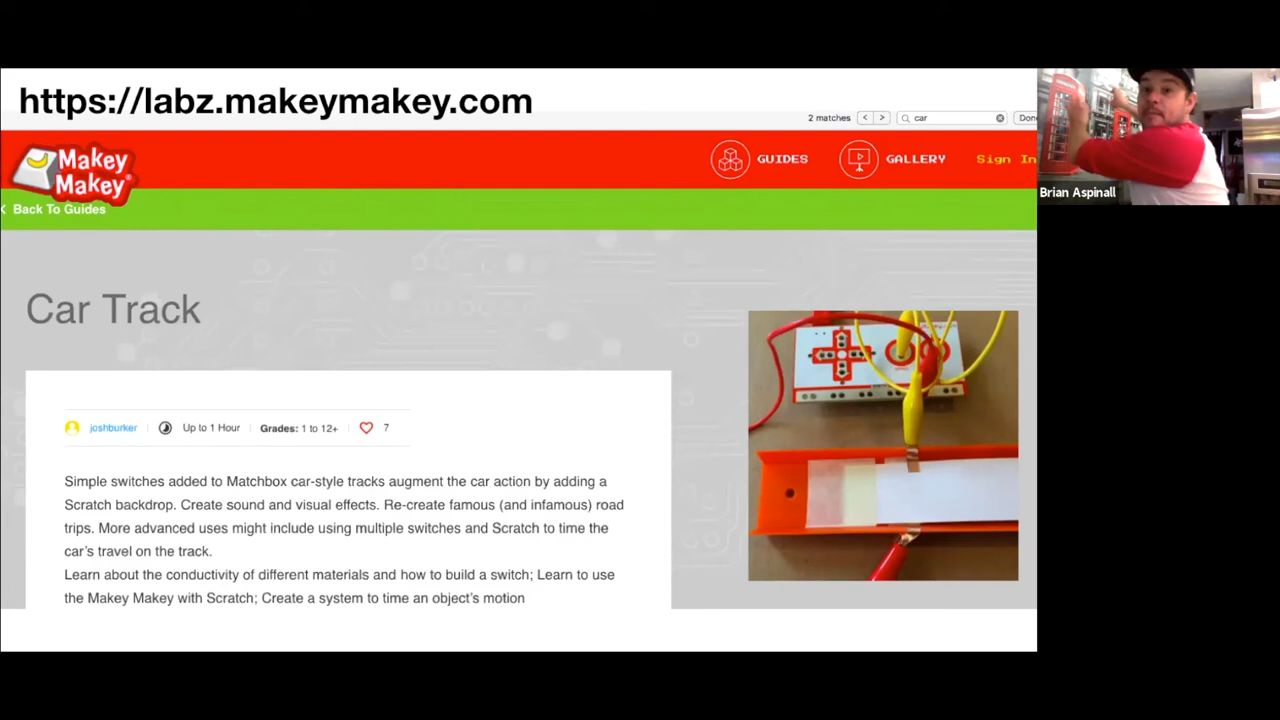 https://labz.makeymakey.com
2 matches
car
Makey
Makey
GUIDES
GALLERY
Sign In
Back To Guides
Brian Aspinall
Car Track
joshburker
Up to 1 Hour
Grades: 1 to 12+
7
Simple switches added to Matchbox car-style tracks augment the car action by adding a
Scratch backdrop. Create sound and visual effects. Re-create famous (and infamous) road
trips. More advanced uses might include using multiple switches and Scratch to time the
car's travel on the track.
Learn about the conductivity of different materials and how to build a switch; Learn to use
the Makey Makey with Scratch; Create a system to time an object's motion